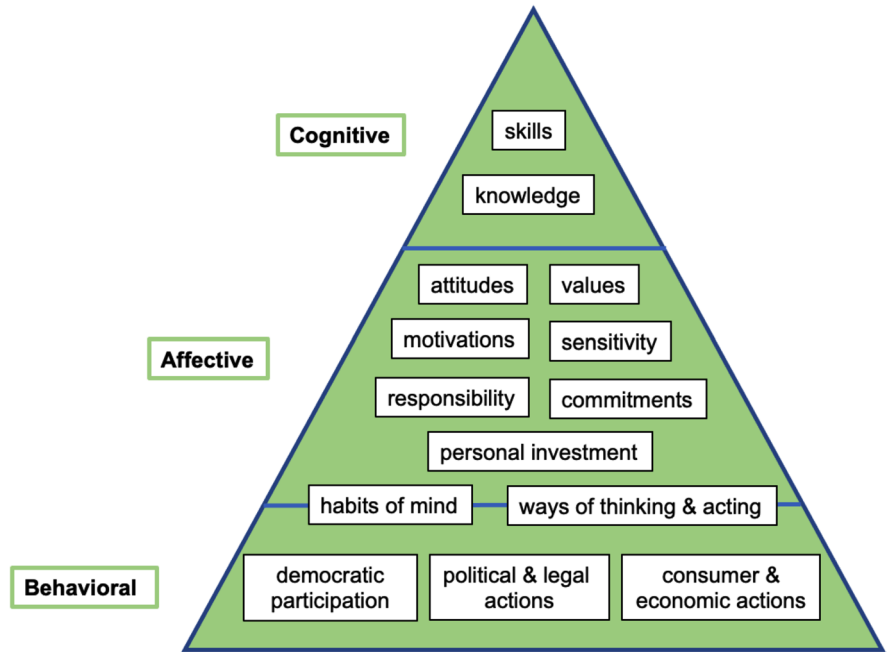 Cognitive
skills
knowledge
attitudes
values
motivations
sensitivity
Affective
responsibility
commitments
personal investment
habits of mind
ways of thinking & acting
Behavioral
democratic
participation
political & legal
actions
consumer &
economic actions